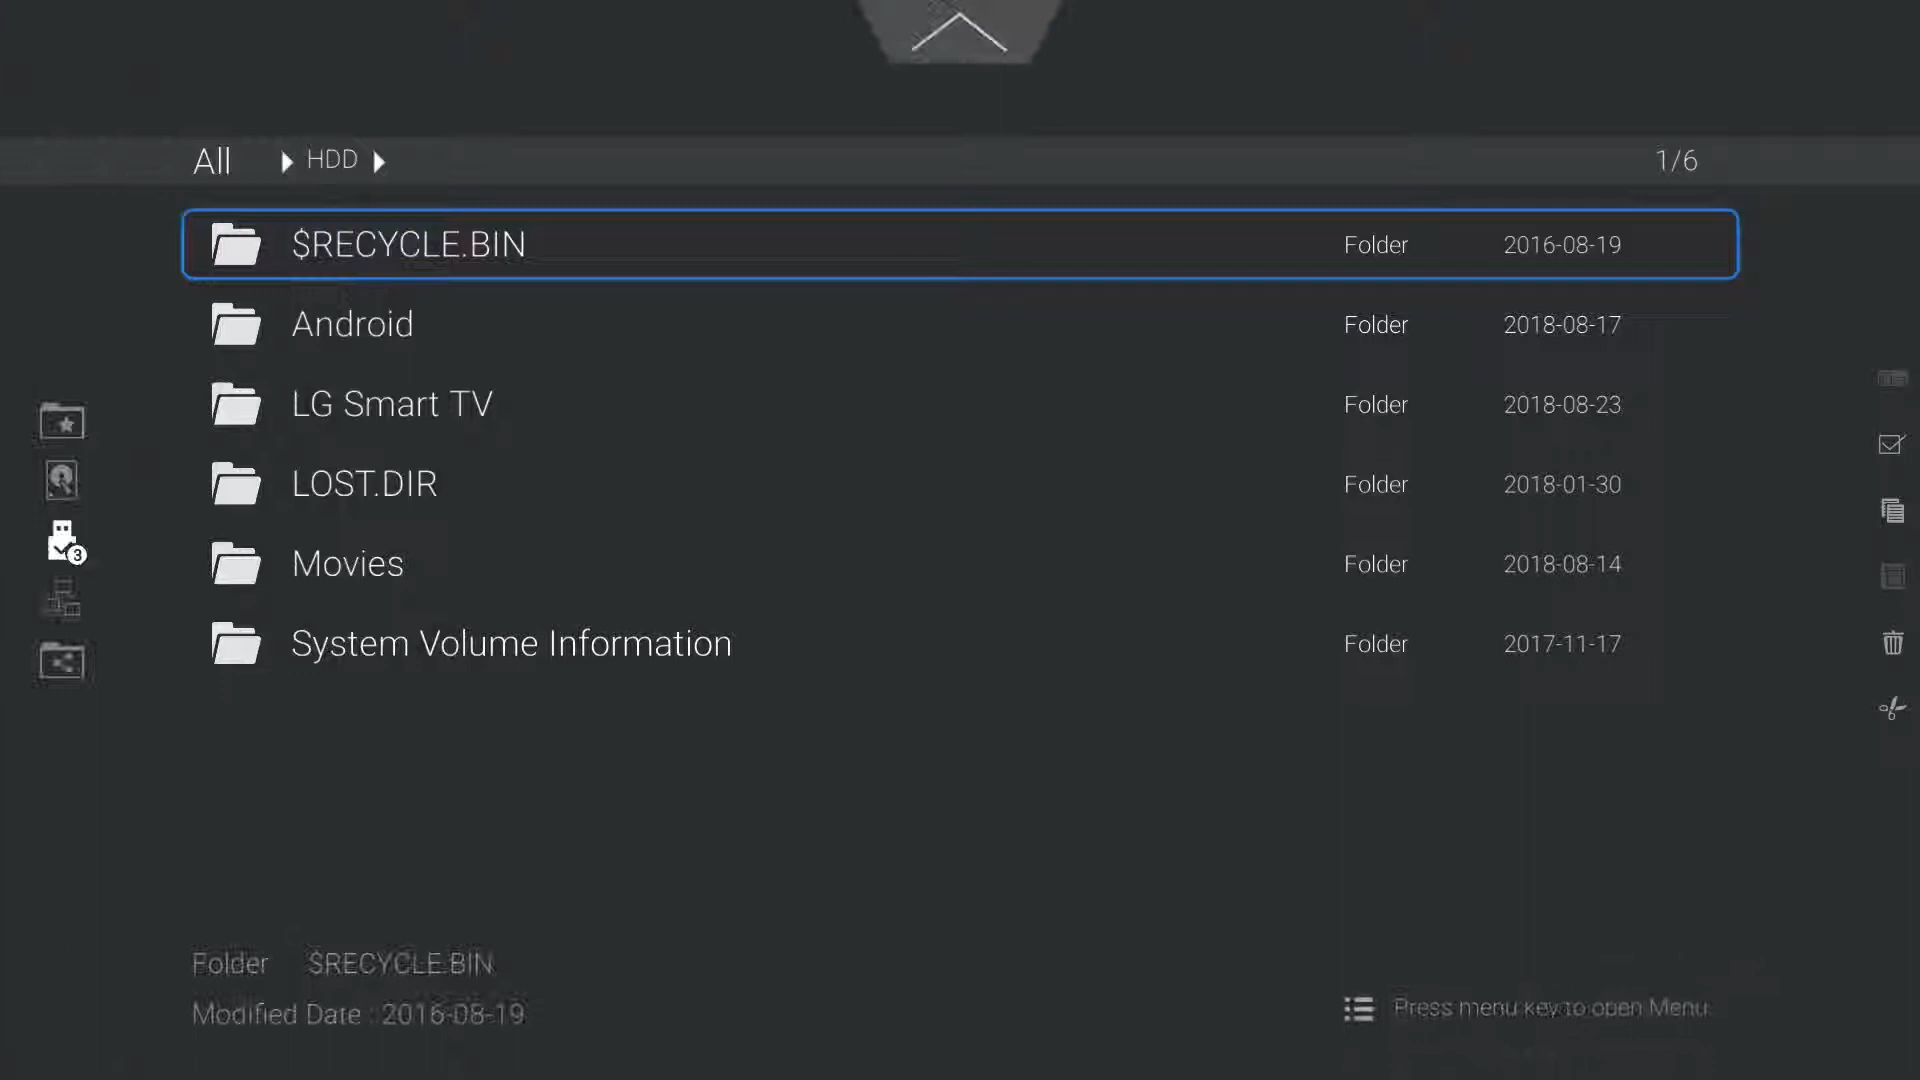 All HDD 1/6
$RECYCLE.BIN Folder 2016-08-19
Android Folder 2018-08-17
LG Smart TV Folder 2018-08-23
LOST.DIR Folder 2018-01-30
Movies Folder 2018-08-14
3
System Volume Information Folder 2017-11-17
Folder $RECYCLE.BIN
Modified Date : 2016-08-19
Press menu key to open Menu.